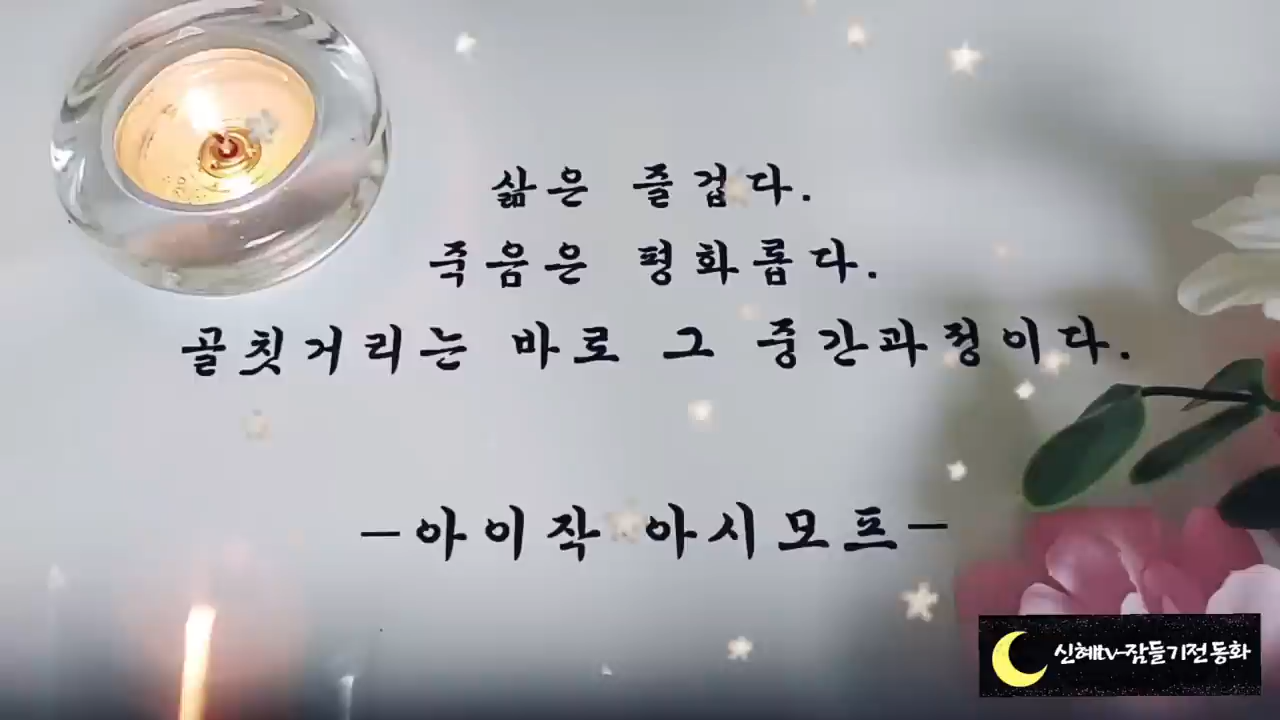 삶은 즐겁다.
죽음은 평화롭다.
골칫거리는 바로 그 중간과정이다.
-아이작 아시모프-
신혜tv-잠들기전동화